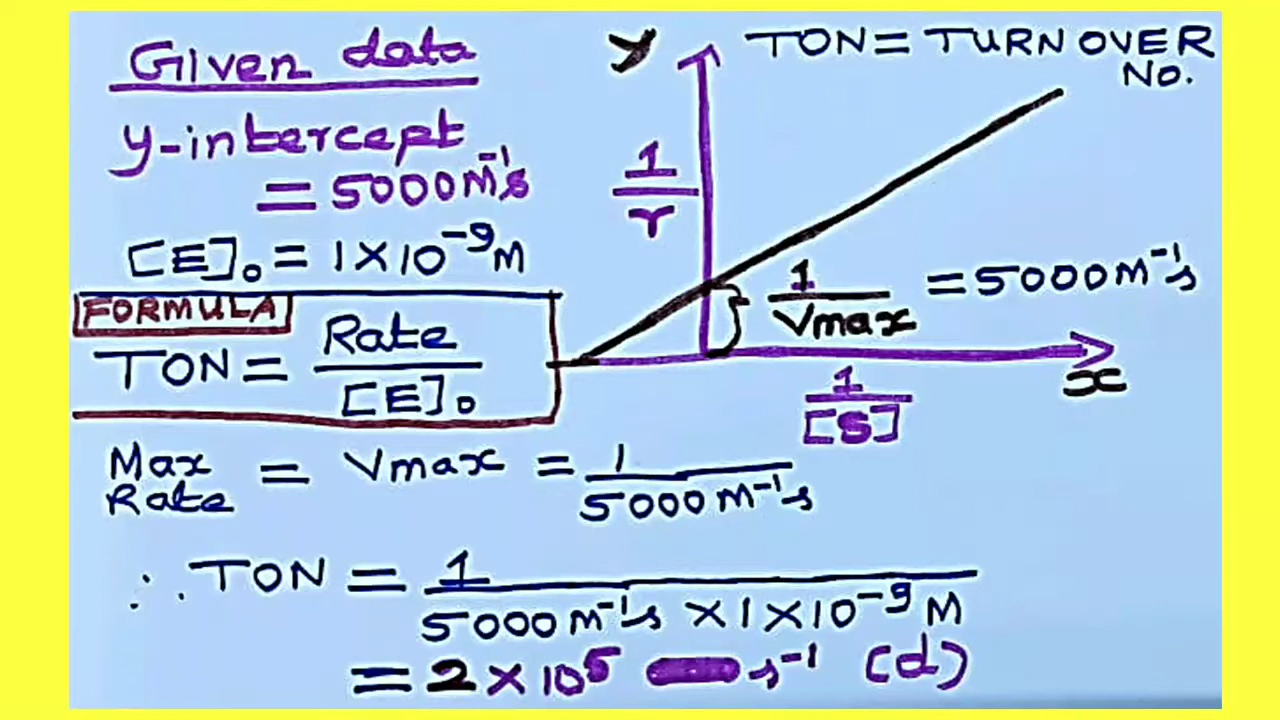 Given data
y-intercept
= 5000M⁻¹s
[E]₀ = 1×10⁻⁹M
FORMULA
TON = Rate / [E]₀
y
TON = TURN OVER
No.
1/r
1/Vmax = 5000M⁻¹s
x
1/[S]
Max Rate = Vmax = 1/5000M⁻¹s
∴ TON = 1/5000M⁻¹s × 1×10⁻⁹M
= 2×10⁵ s⁻¹ (d)